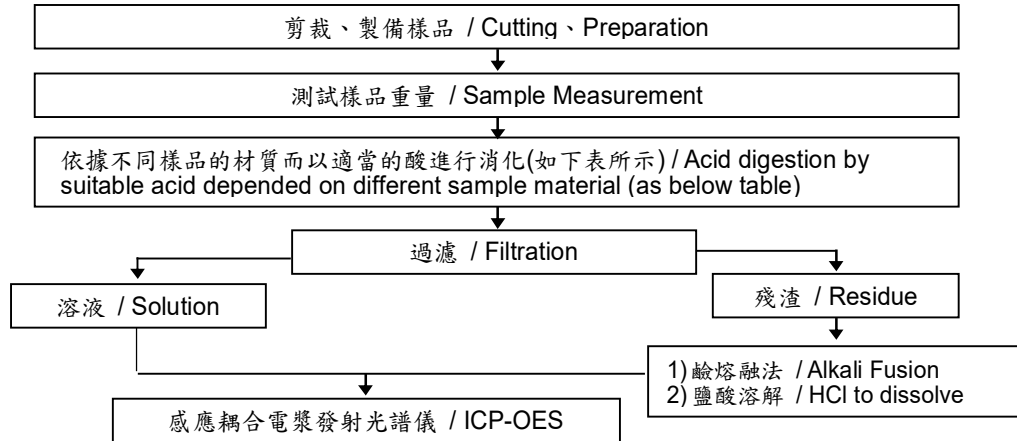 剪裁、製備樣品 / Cutting、Preparation
測試樣品重量 / Sample Measurement
依據不同樣品的材質而以適當的酸進行消化(如下表所示) / Acid digestion by
suitable acid depended on different sample material (as below table)
過濾 / Filtration
溶液 / Solution
殘渣 / Residue
1) 鹼熔融法 / Alkali Fusion
2) 鹽酸溶解 / HCl to dissolve
感應耦合電漿發射光譜儀 / ICP-OES